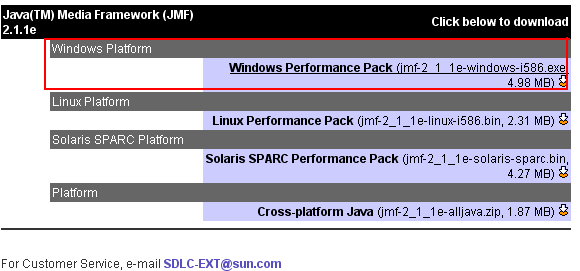 Java(TM) Media Framework (JMF)
2.1.1e
Click below to download
Windows Platform
Windows Performance Pack (jmf-2_1_1e-windows-i586.exe
4.98 MB)
Linux Platform
Linux Performance Pack (jmf-2_1_1e-linux-i586.bin, 2.31 MB)
Solaris SPARC Platform
Solaris SPARC Performance Pack (jmf-2_1_1e-solaris-sparc.bin,
4.27 MB)
Platform
Cross-platform Java (jmf-2_1_1e-alljava.zip, 1.87 MB)
For Customer Service, e-mail SDLC-EXT@sun.com